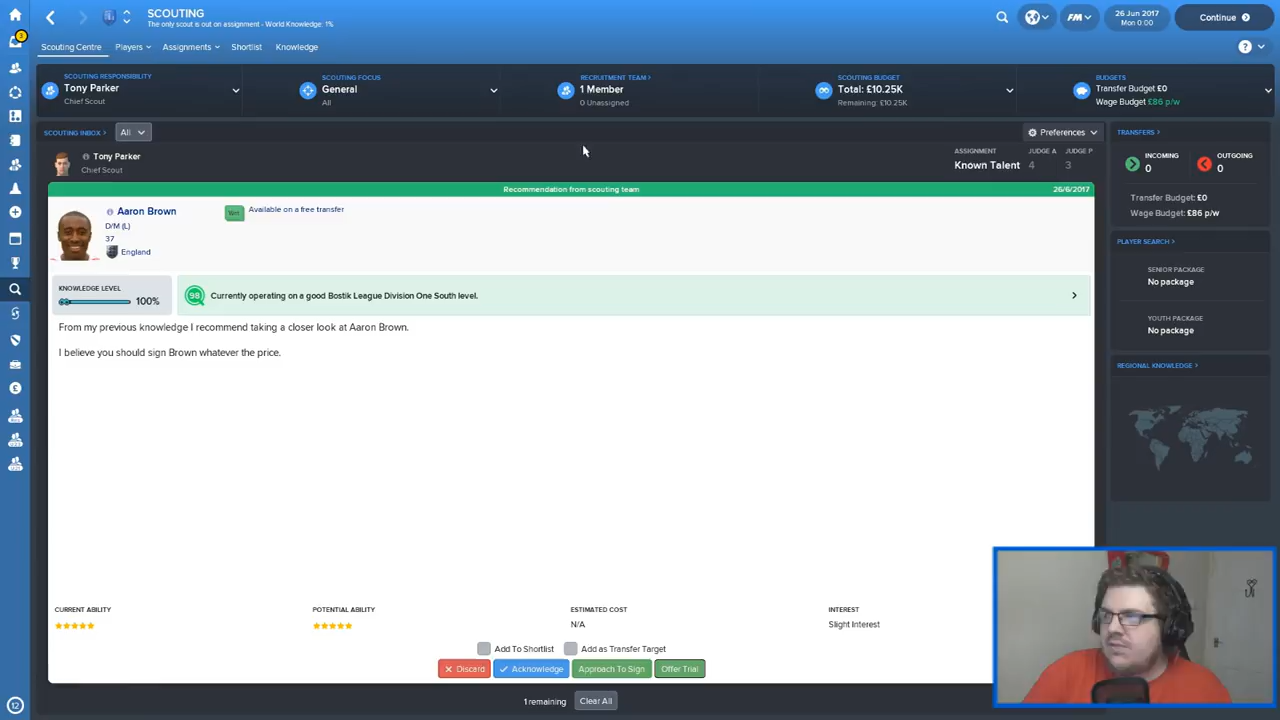 SCOUTING
The only scout is out on assignment - World Knowledge: 1%
3
FM
26 Jun 2017
Mon 0:00
Continue
Scouting Centre
Players
Assignments
Shortlist
Knowledge
?
SCOUTING RESPONSIBILITY
Tony Parker
Chief Scout
SCOUTING FOCUS
General
All
RECRUITMENT TEAM >
1 Member
0 Unassigned
SCOUTING BUDGET
Total: £10.25K
Remaining: £10.25K
BUDGETS
Transfer Budget £0
Wage Budget £86 p/w
SCOUTING INBOX >
All
Preferences
Tony Parker
Chief Scout
ASSIGNMENT
Known Talent
JUDGE A
4
JUDGE P
3
Recommendation from scouting team
26/6/2017
Aaron Brown
D/M (L)
37
England
Wnt
Available on a free transfer
KNOWLEDGE LEVEL
100%
98
Currently operating on a good Bostik League Division One South level.
From my previous knowledge I recommend taking a closer look at Aaron Brown.
I believe you should sign Brown whatever the price.
CURRENT ABILITY
POTENTIAL ABILITY
ESTIMATED COST
N/A
INTEREST
Slight Interest
Add To Shortlist
Add as Transfer Target
Discard
Acknowledge
Approach To Sign
Offer Trial
1 remaining
Clear All
TRANSFERS >
INCOMING
0
OUTGOING
0
Transfer Budget: £0
Wage Budget: £86 p/w
PLAYER SEARCH >
SENIOR PACKAGE
No package
YOUTH PACKAGE
No package
REGIONAL KNOWLEDGE >
12